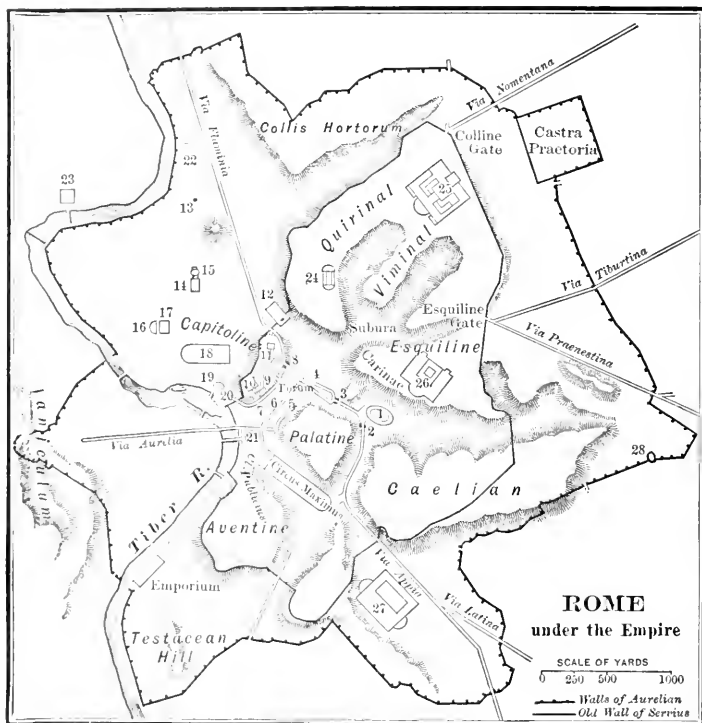 Via Nomentana
Via Flaminia
Collis Hortorum
Colline
Gate
Castra
Praetoria
22
23
13
25
Quirinal
Viminal
Via Tiburtina
15
14
24
12
Esquiline
Gate
16
17
Capitoline
Subura
Via Praenestina
11
Esquiline
18
8
Carinae
19
10
9
Forum
4
26
20
3
6
5
1
7
2
Janiculum
Via Aurelia
21
Palatine
28
Tiber R.
Cl. Publicus
Circus Maximus
Caelian
Aventine
Emporium
Via Appia
27
Via Latina
Testacean
Hill
ROME
under the Empire
SCALE OF YARDS
0 250 500 1000
Walls of Aurelian
Old Wall of Servius